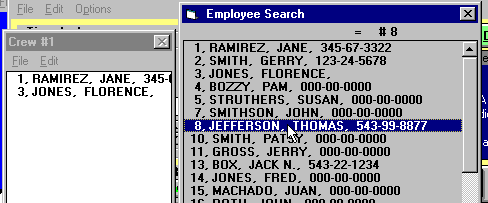 File Edit Options
Employee Search
= # 8
Crew #1
File Edit
1, RAMIREZ, JANE, 345-6
3, JONES, FLORENCE,
1, RAMIREZ, JANE, 345-67-3322
2, SMITH, GERRY, 123-24-5678
3, JONES, FLORENCE,
4, BOZZY, PAM, 000-00-0000
5, STRUTHERS, SUSAN, 000-00-0000
7, SMITHSON, JOHN, 000-00-0000
8, JEFFERSON, THOMAS, 543-99-8877
10, SMITH, PATSY, 000-00-0000
11, GROSS, JERRY, 000-00-0000
13, BOX, JACK N., 543-22-1234
14, JONES, FRED, 000-00-0000
15, MACHADO, JUAN, 000-00-0000